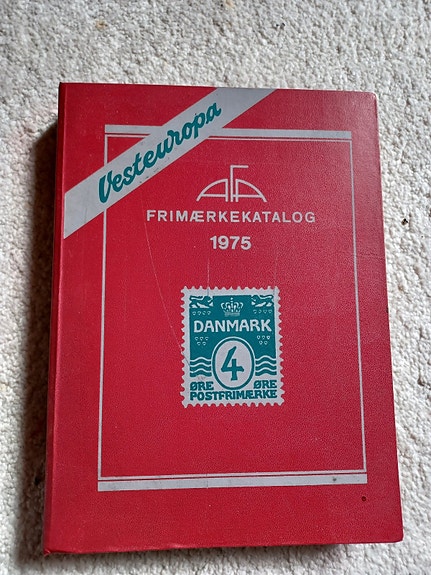 Vesteuropa
AFA
FRIMÆRKEKATALOG
1975
DANMARK
4
ØRE ØRE
POSTFRIMÆRKE